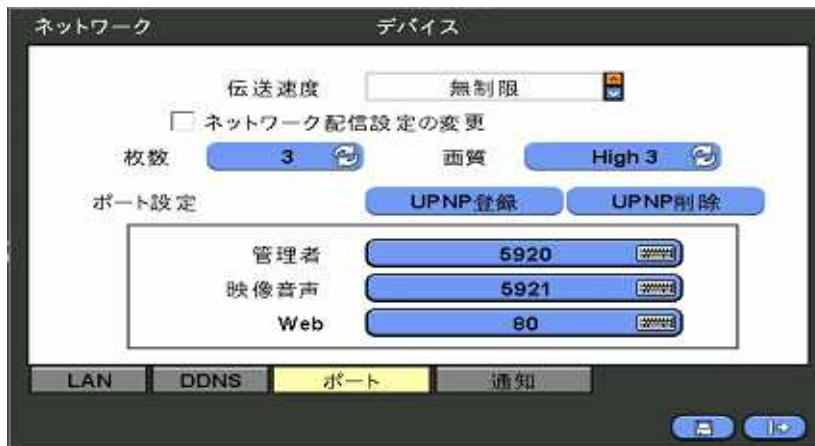 ネットワーク デバイス
伝送速度 無制限
ネットワーク配信設定の変更
枚数 3 画質 High 3
ポート設定 UPNP登録 UPNP削除
管理者 5920
映像音声 5921
Web 80
LAN DDNS ポート 通知